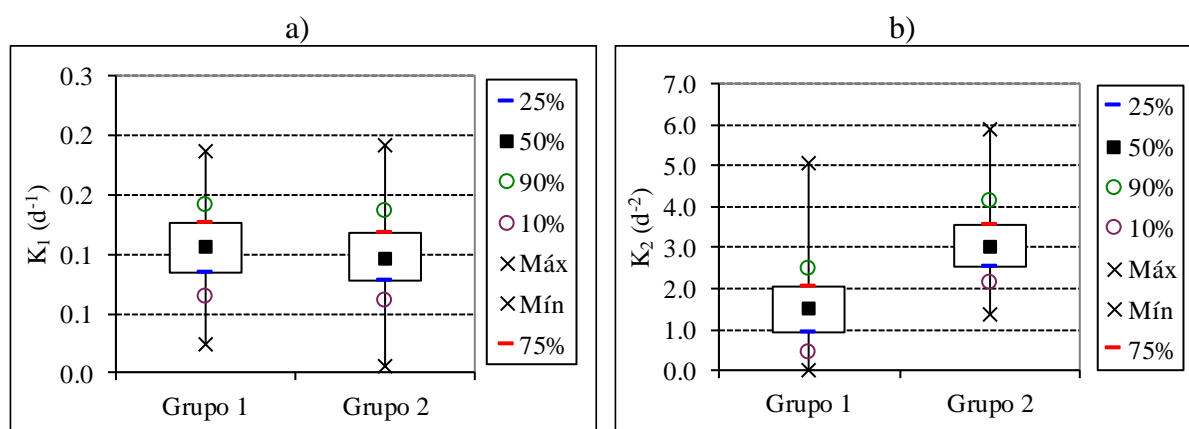 a)
0.3
0.2
0.2
0.1
0.1
0.0
K1 (d-1)
Grupo 1
Grupo 2
25%
50%
90%
10%
Máx
Mín
75%
b)
7.0
6.0
5.0
4.0
3.0
2.0
1.0
0.0
K2 (d-2)
Grupo 1
Grupo 2
25%
50%
90%
10%
Máx
Mín
75%